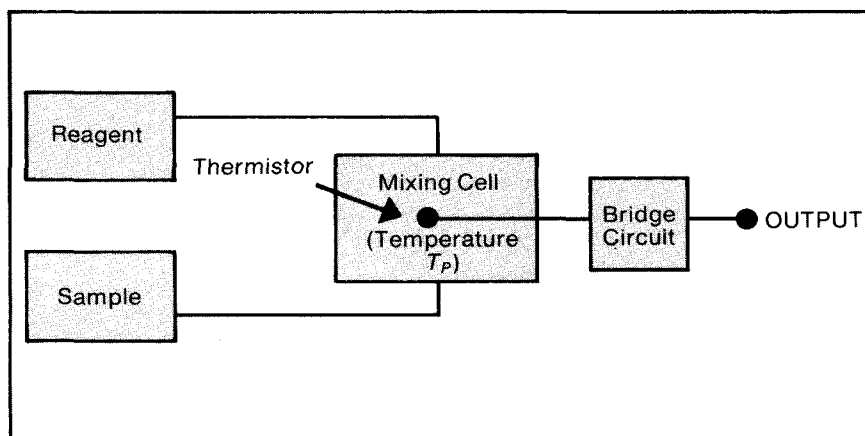 Reagent
Thermistor
Mixing Cell
(Temperature
T_P)
Bridge
Circuit
OUTPUT
Sample